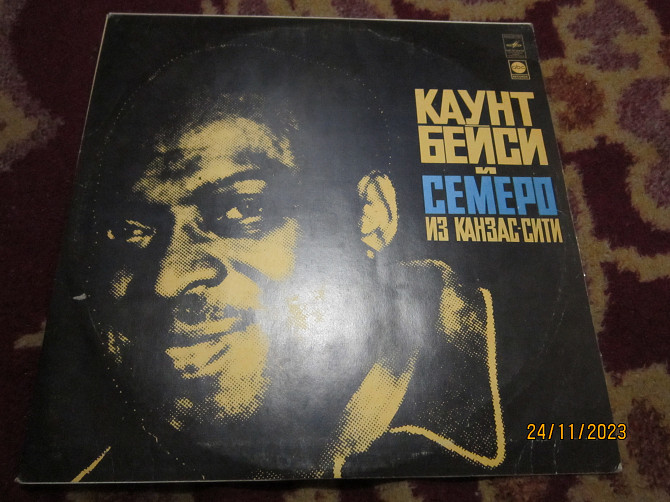 КАУНТ
БЕЙСИ
И
СЕМЕРО
ИЗ КАНЗАС-СИТИ
24/11/2023